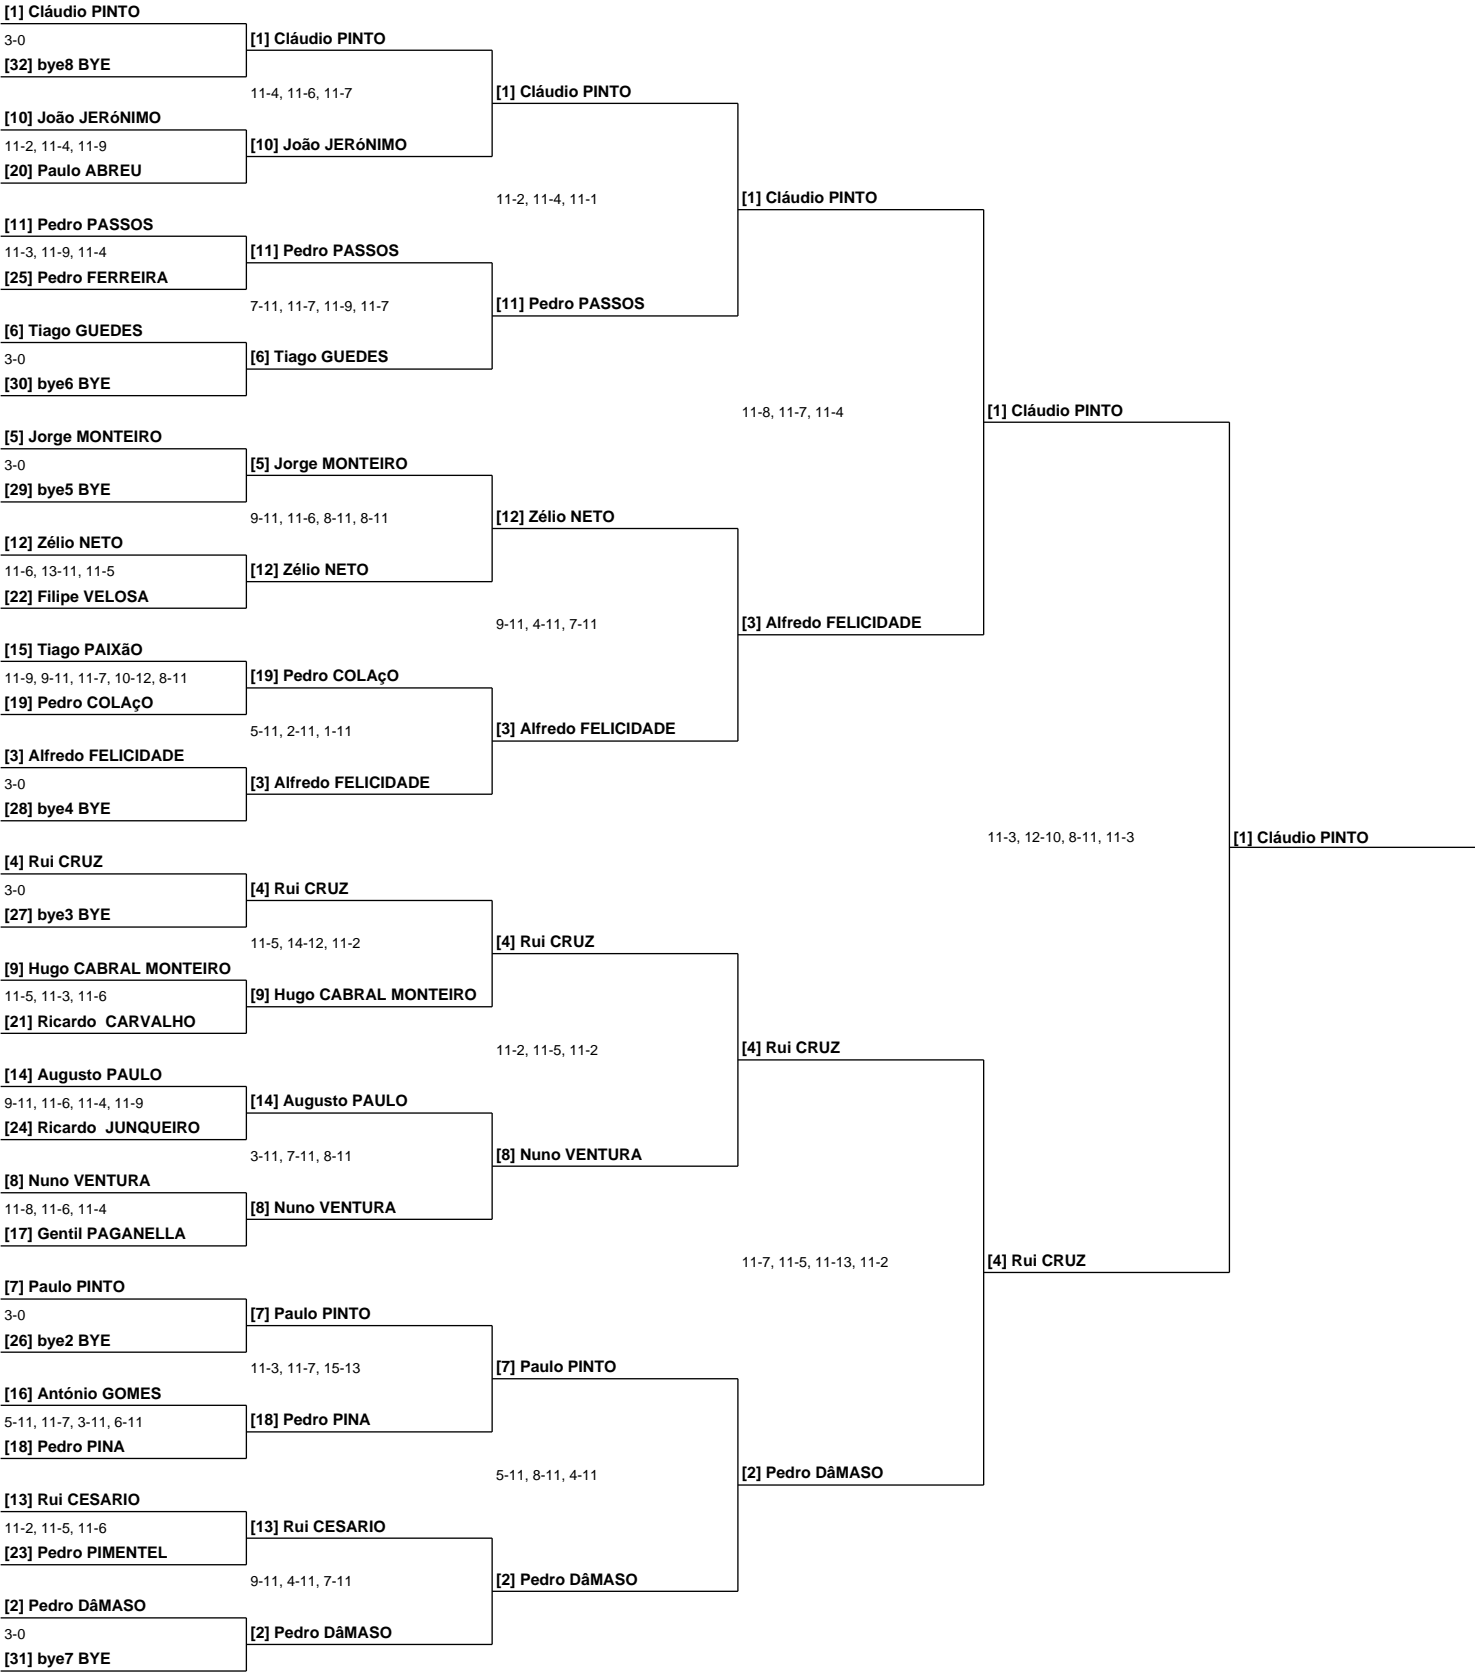 [1] Cláudio PINTO
3-0
[32] bye8 BYE
[10] João JERóNIMO
11-2, 11-4, 11-9
[20] Paulo ABREU
[11] Pedro PASSOS
11-3, 11-9, 11-4
[25] Pedro FERREIRA
[6] Tiago GUEDES
3-0
[30] bye6 BYE
[5] Jorge MONTEIRO
3-0
[29] bye5 BYE
[12] Zélio NETO
11-6, 13-11, 11-5
[22] Filipe VELOSA
[15] Tiago PAIXãO
11-9, 9-11, 11-7, 10-12, 8-11
[19] Pedro COLAçO
[3] Alfredo FELICIDADE
3-0
[28] bye4 BYE
[4] Rui CRUZ
3-0
[27] bye3 BYE
[9] Hugo CABRAL MONTEIRO
11-5, 11-3, 11-6
[21] Ricardo  CARVALHO
[14] Augusto PAULO
9-11, 11-6, 11-4, 11-9
[24] Ricardo  JUNQUEIRO
[8] Nuno VENTURA
11-8, 11-6, 11-4
[17] Gentil PAGANELLA
[7] Paulo PINTO
3-0
[26] bye2 BYE
[16] António GOMES
5-11, 11-7, 3-11, 6-11
[18] Pedro PINA
[13] Rui CESARIO
11-2, 11-5, 11-6
[23] Pedro PIMENTEL
[2] Pedro DâMASO
3-0
[31] bye7 BYE
[1] Cláudio PINTO
11-4, 11-6, 11-7
[10] João JERóNIMO
[11] Pedro PASSOS
7-11, 11-7, 11-9, 11-7
[6] Tiago GUEDES
[5] Jorge MONTEIRO
9-11, 11-6, 8-11, 8-11
[12] Zélio NETO
[19] Pedro COLAçO
5-11, 2-11, 1-11
[3] Alfredo FELICIDADE
[4] Rui CRUZ
11-5, 14-12, 11-2
[9] Hugo CABRAL MONTEIRO
[14] Augusto PAULO
3-11, 7-11, 8-11
[8] Nuno VENTURA
[7] Paulo PINTO
11-3, 11-7, 15-13
[18] Pedro PINA
[13] Rui CESARIO
9-11, 4-11, 7-11
[2] Pedro DâMASO
[1] Cláudio PINTO
11-2, 11-4, 11-1
[11] Pedro PASSOS
[12] Zélio NETO
9-11, 4-11, 7-11
[3] Alfredo FELICIDADE
[4] Rui CRUZ
11-2, 11-5, 11-2
[8] Nuno VENTURA
[7] Paulo PINTO
5-11, 8-11, 4-11
[2] Pedro DâMASO
[1] Cláudio PINTO
11-8, 11-7, 11-4
[3] Alfredo FELICIDADE
[4] Rui CRUZ
11-7, 11-5, 11-13, 11-2
[2] Pedro DâMASO
[1] Cláudio PINTO
11-3, 12-10, 8-11, 11-3
[4] Rui CRUZ
[1] Cláudio PINTO